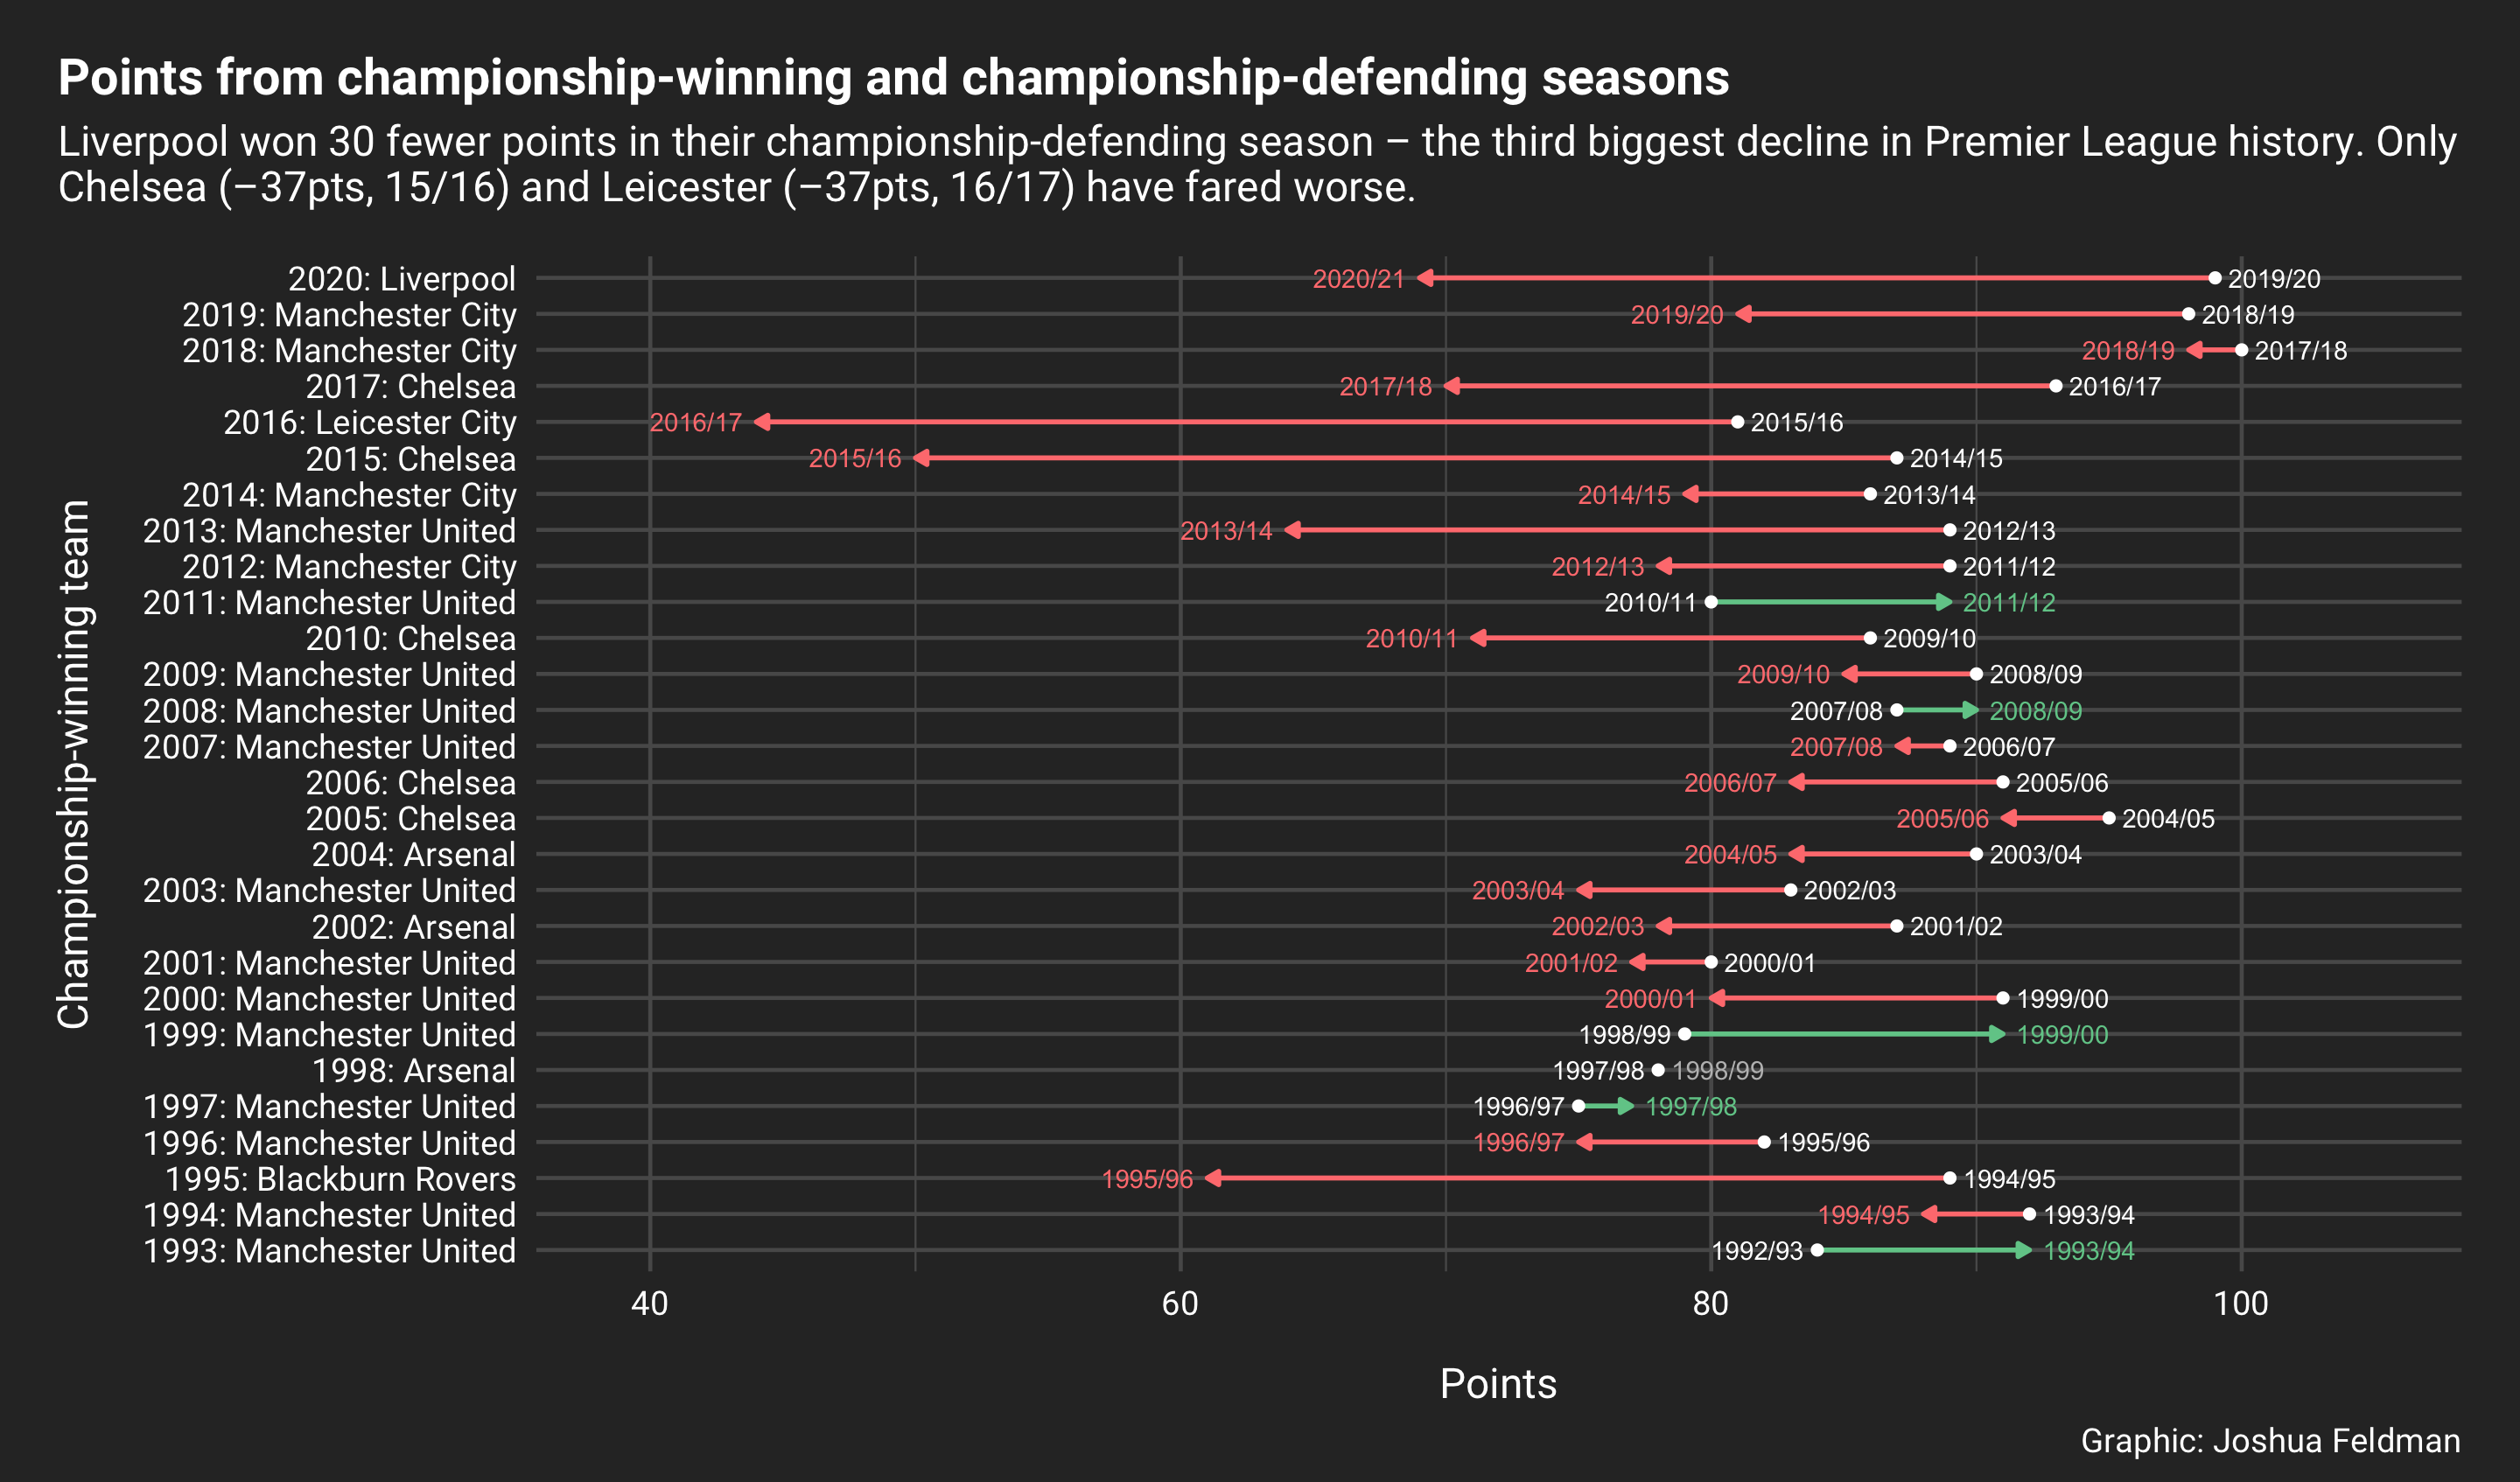 Points from championship-winning and championship-defending seasons
Liverpool won 30 fewer points in their championship-defending season – the third biggest decline in Premier League history. Only
Chelsea (−37pts, 15/16) and Leicester (−37pts, 16/17) have fared worse.
Championship-winning team
2020: Liverpool 2020/21 2019/20
2019: Manchester City 2019/20 2018/19
2018: Manchester City 2018/19 2017/18
2017: Chelsea 2017/18 2016/17
2016: Leicester City 2016/17 2015/16
2015: Chelsea 2015/16 2014/15
2014: Manchester City 2014/15 2013/14
2013: Manchester United 2013/14 2012/13
2012: Manchester City 2012/13 2011/12
2011: Manchester United 2010/11 2011/12
2010: Chelsea 2010/11 2009/10
2009: Manchester United 2009/10 2008/09
2008: Manchester United 2007/08 2008/09
2007: Manchester United 2007/08 2006/07
2006: Chelsea 2006/07 2005/06
2005: Chelsea 2005/06 2004/05
2004: Arsenal 2004/05 2003/04
2003: Manchester United 2003/04 2002/03
2002: Arsenal 2002/03 2001/02
2001: Manchester United 2001/02 2000/01
2000: Manchester United 2000/01 1999/00
1999: Manchester United 1998/99 1999/00
1998: Arsenal 1997/98 1998/99
1997: Manchester United 1996/97 1997/98
1996: Manchester United 1996/97 1995/96
1995: Blackburn Rovers 1995/96 1994/95
1994: Manchester United 1994/95 1993/94
1993: Manchester United 1992/93 1993/94
40 60 80 100
Points
Graphic: Joshua Feldman